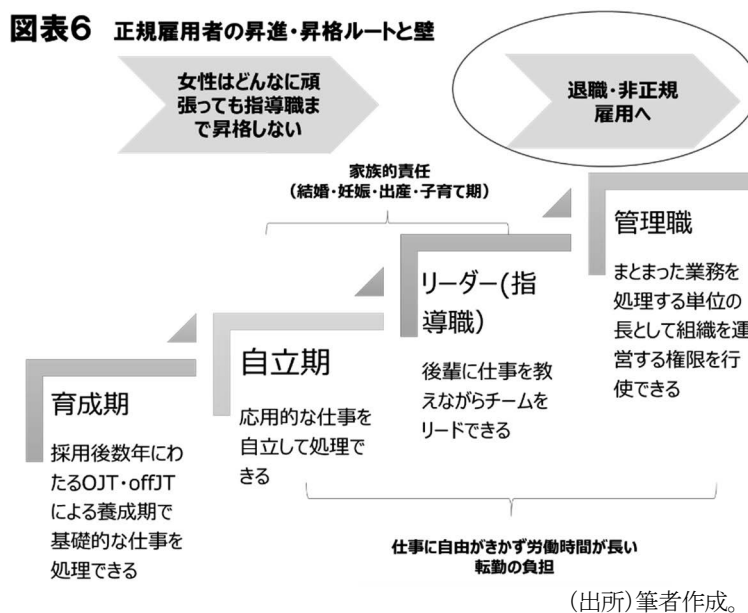 図表6 正規雇用者の昇進・昇格ルートと壁
女性はどんなに頑
張っても指導職ま
で昇格しない
退職・非正規
雇用へ
家族的責任
（結婚・妊娠・出産・子育て期）
管理職
まとまった業務を
処理する単位の
長として組織を運
営する権限を行
使できる
リーダー(指
導職）
後輩に仕事を教
えながらチームを
リードできる
自立期
応用的な仕事を
自立して処理で
きる
育成期
採用後数年にわ
たるOJT・offJT
による養成期で
基礎的な仕事を
処理できる
仕事に自由がきかず労働時間が長い
転勤の負担
（出所）筆者作成。